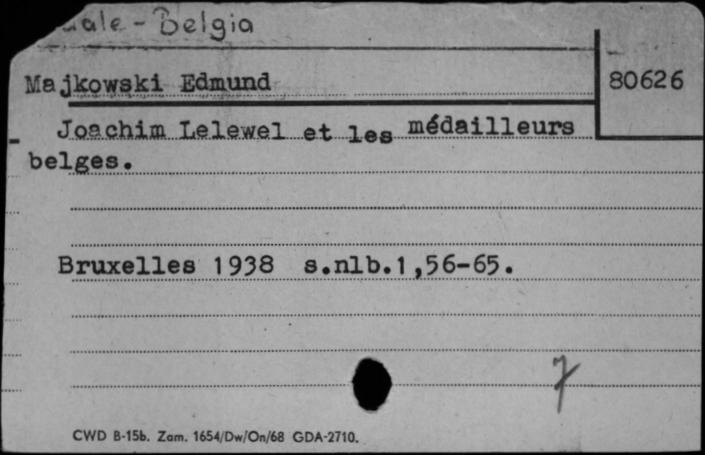 - Belgia
Majkowski Edmund
80626
Joachim Lelewel et les médailleurs
belges.
Bruxelles 1938 s.nlb.1,56-65.
7
CWD B-15b. Zam. 1654/Dw/On/68 GDA-2710.